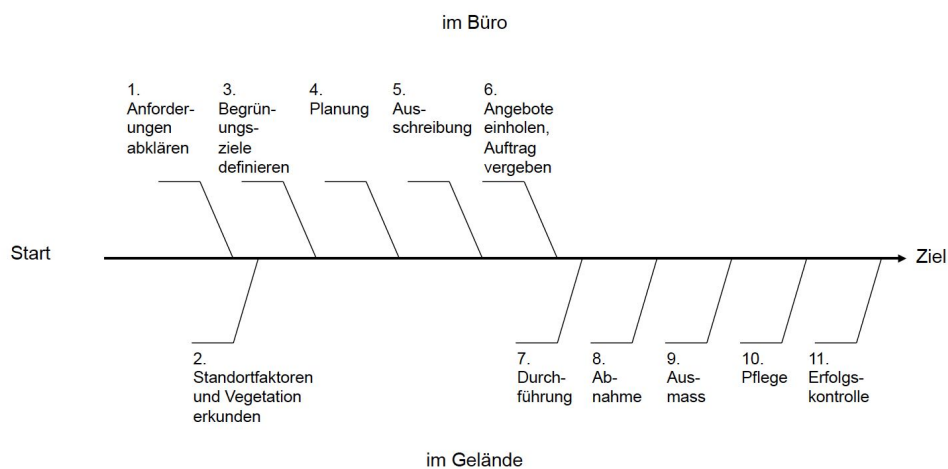 im Büro
1.
Anforder-
ungen
abklären
3.
Begrün-
ungs-
ziele
definieren
4.
Planung
5.
Aus-
schreibung
6.
Angebote
einholen,
Auftrag
vergeben
Start
Ziel
2.
Standortfaktoren
und Vegetation
erkunden
7.
Durch-
führung
8.
Ab-
nahme
9.
Aus-
mass
10.
Pflege
11.
Erfolgs-
kontrolle
im Gelände